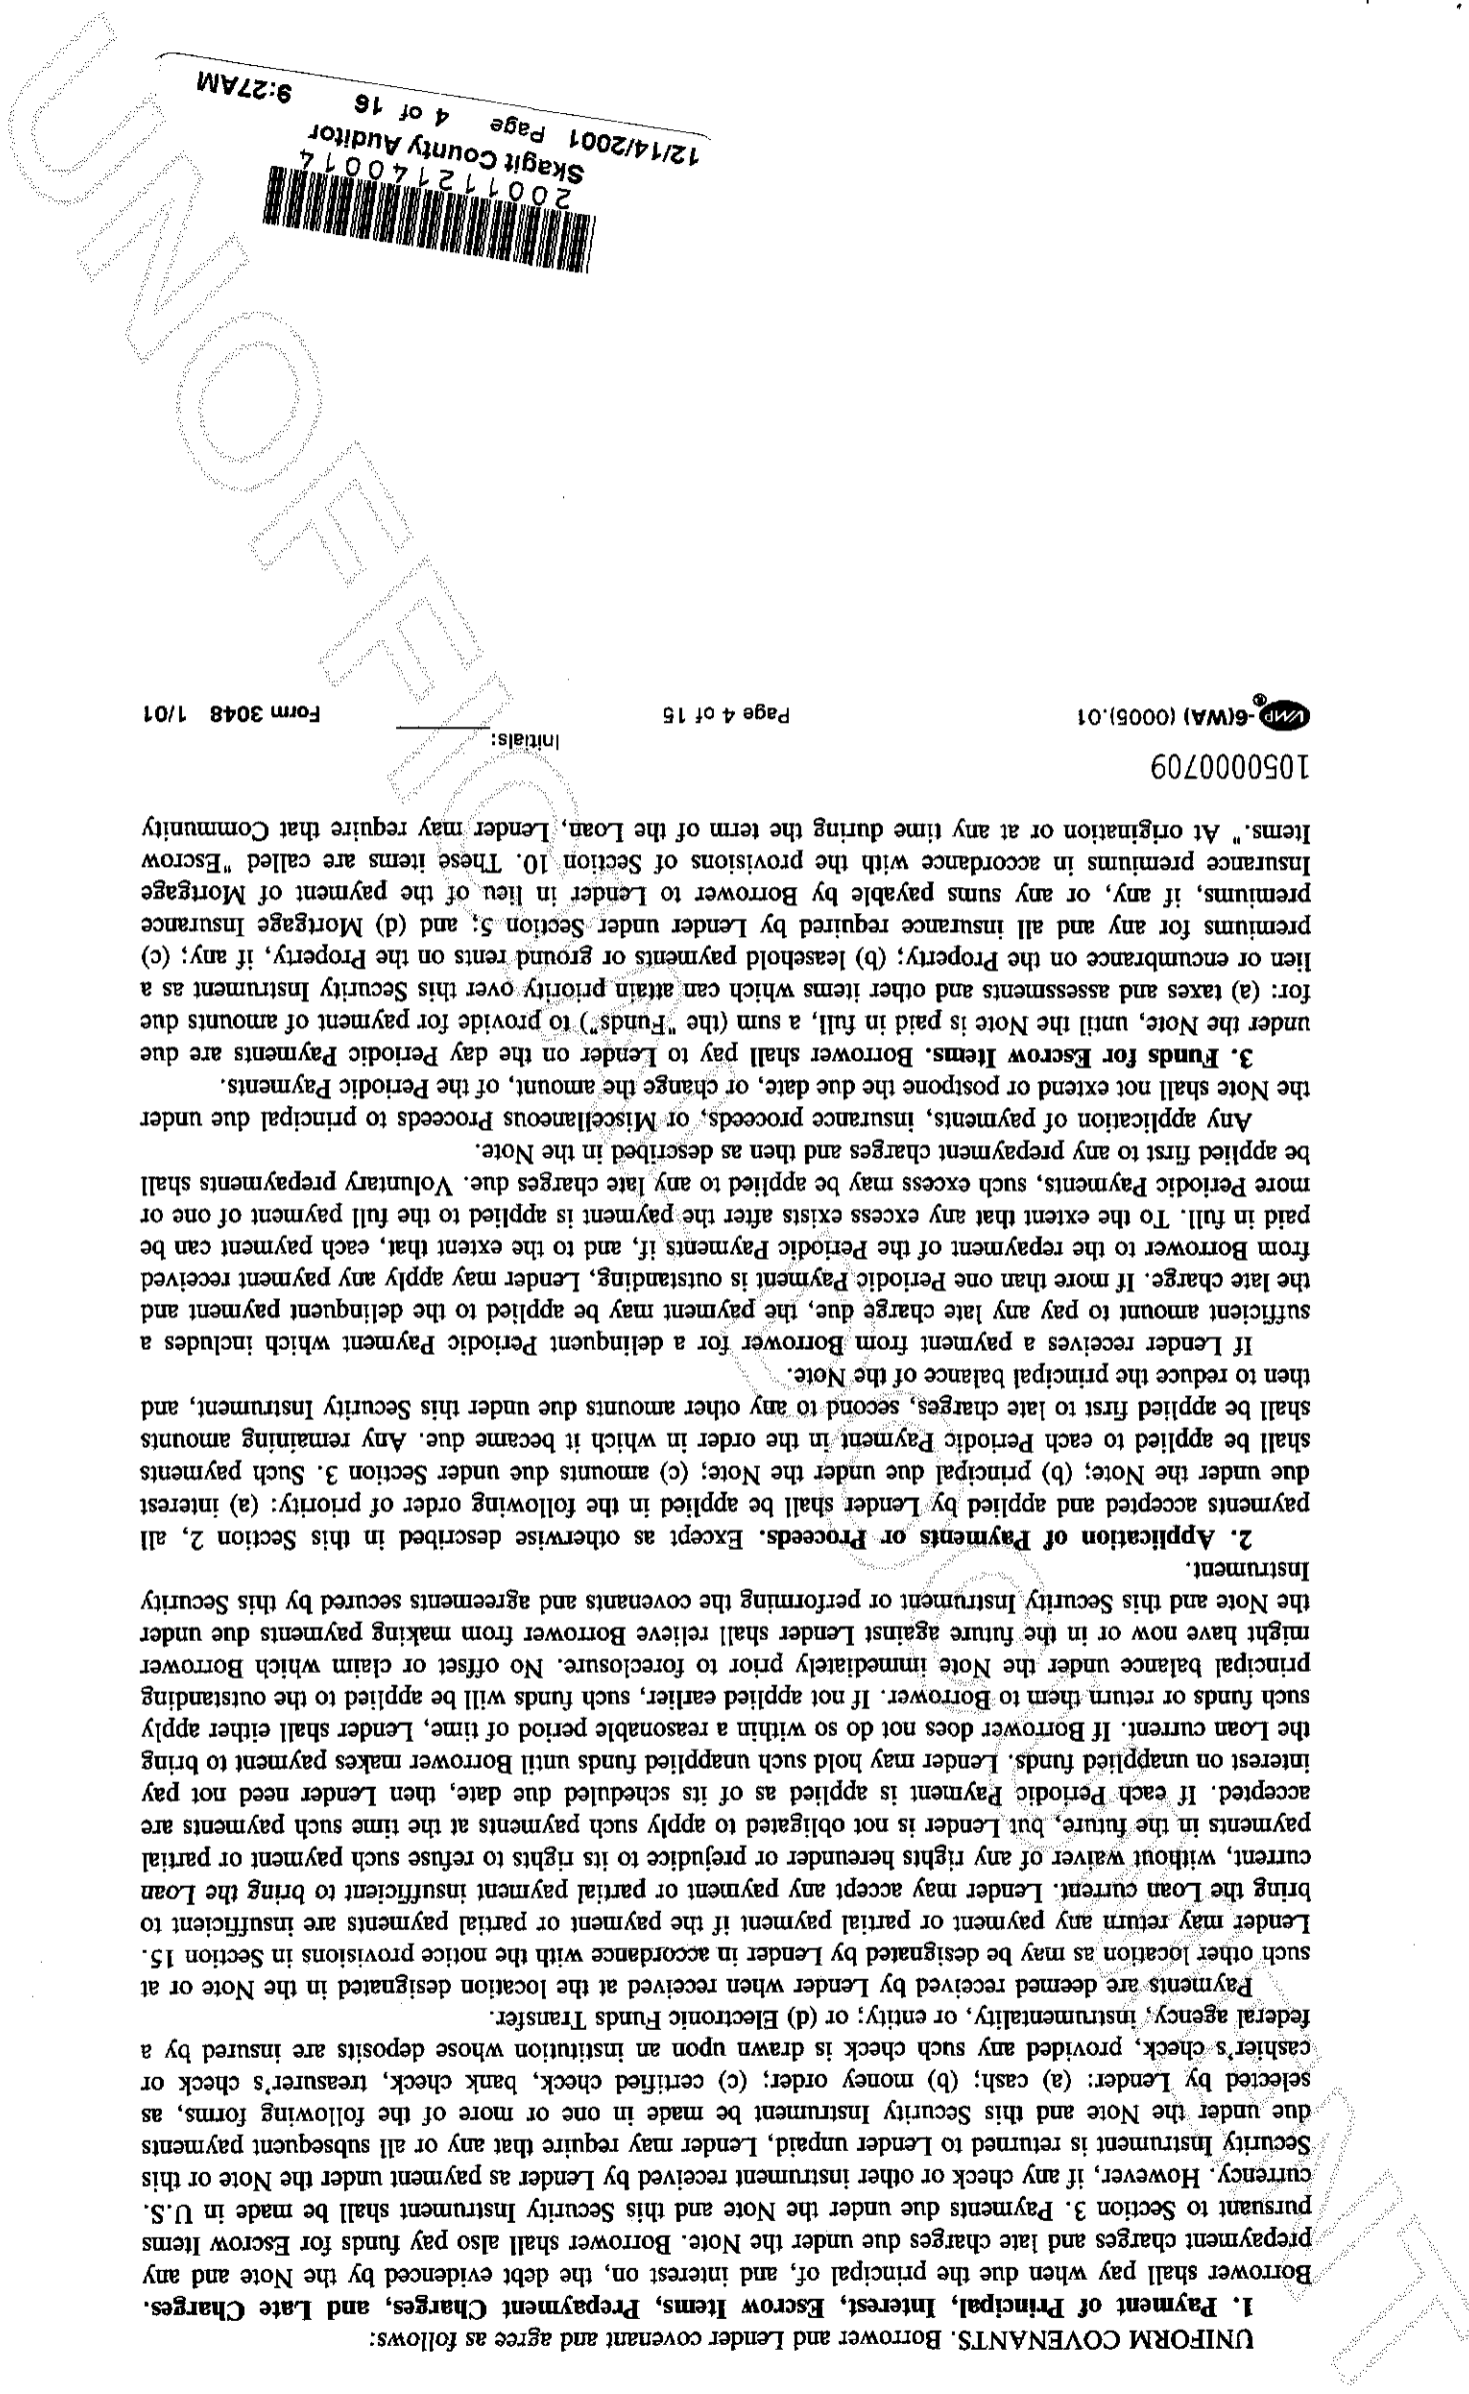 UNIFORM COVENANTS. Borrower and Lender covenant and agree as follows:
1. Payment of Principal, Interest, Escrow Items, Prepayment Charges, and Late Charges.
Borrower shall pay when due the principal of, and interest on, the debt evidenced by the Note and any
prepayment charges and late charges due under the Note. Borrower shall also pay funds for Escrow Items
pursuant to Section 3. Payments due under the Note and this Security Instrument shall be made in U.S.
currency. However, if any check or other instrument received by Lender as payment under the Note or this
Security Instrument is returned to Lender unpaid, Lender may require that any or all subsequent payments
due under the Note and this Security Instrument be made in one or more of the following forms, as
selected by Lender: (a) cash; (b) money order; (c) certified check, bank check, treasurer's check or
cashier's check, provided any such check is drawn upon an institution whose deposits are insured by a
federal agency, instrumentality, or entity; or (d) Electronic Funds Transfer.
Payments are deemed received by Lender when received at the location designated in the Note or at
such other location as may be designated by Lender in accordance with the notice provisions in Section 15.
Lender may return any payment or partial payment if the payment or partial payments are insufficient to
bring the Loan current. Lender may accept any payment or partial payment insufficient to bring the Loan
current, without waiver of any rights hereunder or prejudice to its rights to refuse such payment or partial
payments in the future, but Lender is not obligated to apply such payments at the time such payments are
accepted. If each Periodic Payment is applied as of its scheduled due date, then Lender need not pay
interest on unapplied funds. Lender may hold such unapplied funds until Borrower makes payment to bring
the Loan current. If Borrower does not do so within a reasonable period of time, Lender shall either apply
such funds or return them to Borrower. If not applied earlier, such funds will be applied to the outstanding
principal balance under the Note immediately prior to foreclosure. No offset or claim which Borrower
might have now or in the future against Lender shall relieve Borrower from making payments due under
the Note and this Security Instrument or performing the covenants and agreements secured by this Security
Instrument.
2. Application of Payments or Proceeds. Except as otherwise described in this Section 2, all
payments accepted and applied by Lender shall be applied in the following order of priority: (a) interest
due under the Note; (b) principal due under the Note; (c) amounts due under Section 3. Such payments
shall be applied to each Periodic Payment in the order in which it became due. Any remaining amounts
shall be applied first to late charges, second to any other amounts due under this Security Instrument, and
then to reduce the principal balance of the Note.
If Lender receives a payment from Borrower for a delinquent Periodic Payment which includes a
sufficient amount to pay any late charge due, the payment may be applied to the delinquent payment and
the late charge. If more than one Periodic Payment is outstanding, Lender may apply any payment received
from Borrower to the repayment of the Periodic Payments if, and to the extent that, each payment can be
paid in full. To the extent that any excess exists after the payment is applied to the full payment of one or
more Periodic Payments, such excess may be applied to any late charges due. Voluntary prepayments shall
be applied first to any prepayment charges and then as described in the Note.
Any application of payments, insurance proceeds, or Miscellaneous Proceeds to principal due under
the Note shall not extend or postpone the due date, or change the amount, of the Periodic Payments.
3. Funds for Escrow Items. Borrower shall pay to Lender on the day Periodic Payments are due
under the Note, until the Note is paid in full, a sum (the "Funds") to provide for payment of amounts due
for: (a) taxes and assessments and other items which can attain priority over this Security Instrument as a
lien or encumbrance on the Property; (b) leasehold payments or ground rents on the Property, if any; (c)
premiums for any and all insurance required by Lender under Section 5; and (d) Mortgage Insurance
premiums, if any, or any sums payable by Borrower to Lender in lieu of the payment of Mortgage
Insurance premiums in accordance with the provisions of Section 10. These items are called "Escrow
Items." At origination or at any time during the term of the Loan, Lender may require that Community
105000709
Initials:
VMP®-6(WA) (0005).01 Page 4 of 15 Form 3048 1/01
200112140014
Skagit County Auditor
12/14/2001 Page 4 of 16 9:27AM
UNOFFICIAL DOCUMENT